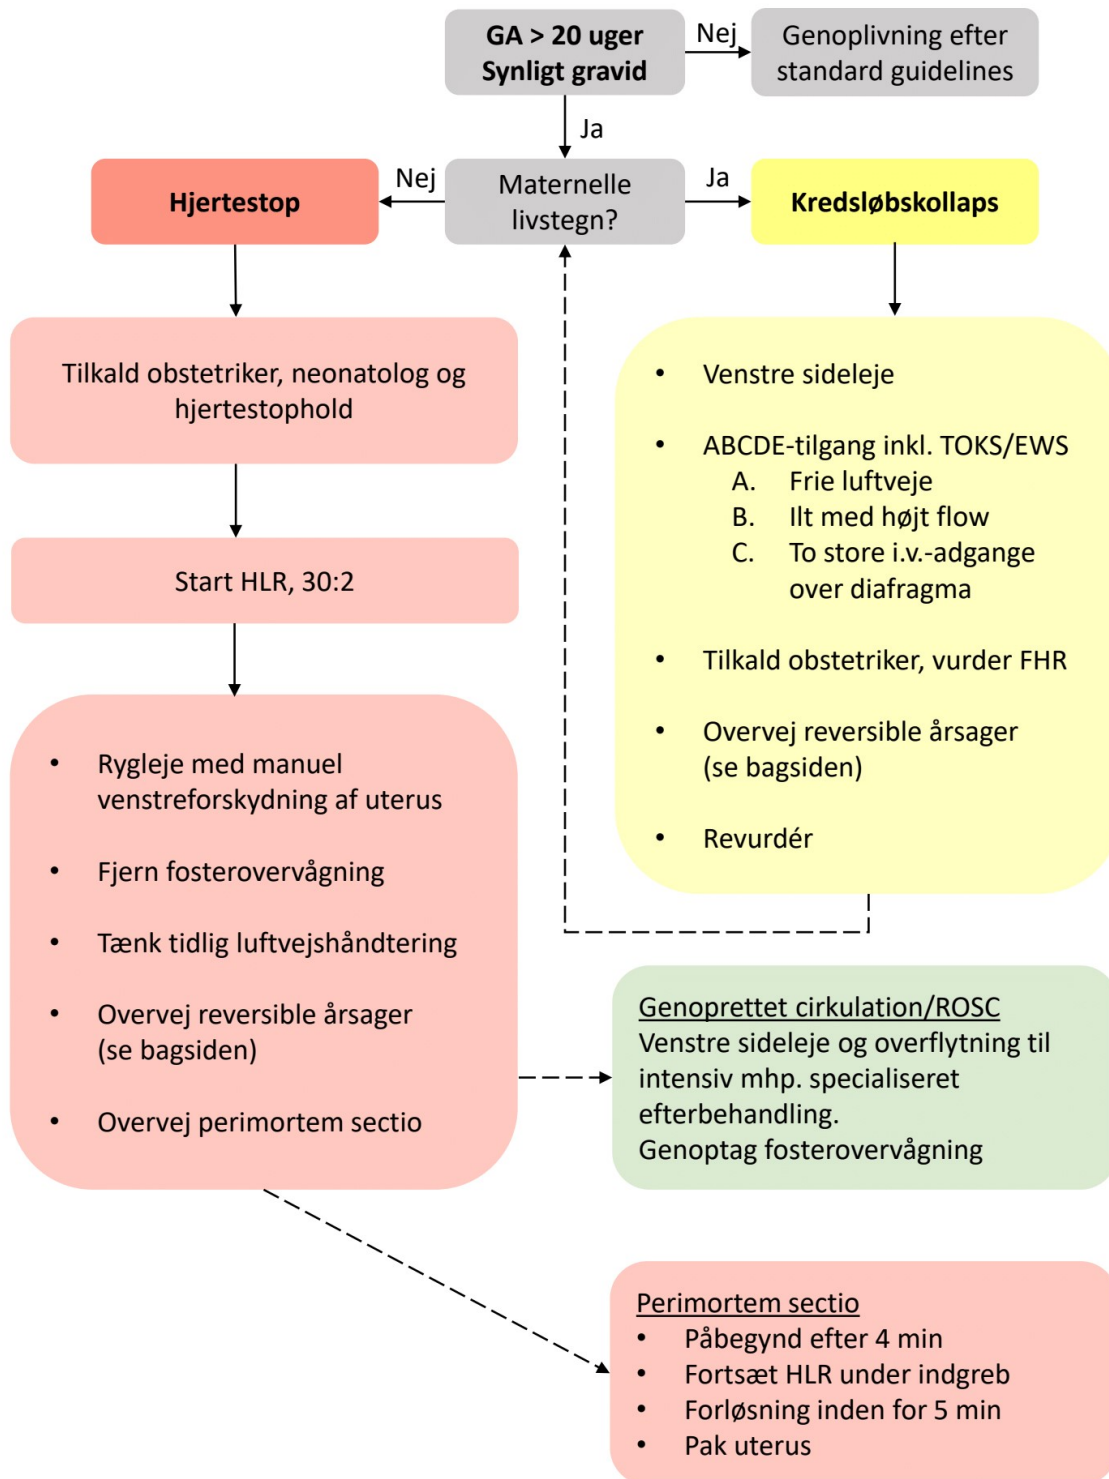 GA > 20 uger
Synligt gravid
Nej
Genoplivning efter
standard guidelines
Ja
Hjertestop
Nej
Maternelle
livstegn?
Ja
Kredsløbskollaps
Tilkald obstetriker, neonatolog og
hjertestophold
Start HLR, 30:2
• Rygleje med manuel
venstreforskydning af uterus
• Fjern fosterovervågning
• Tænk tidlig luftvejshåndtering
• Overvej reversible årsager
(se bagsiden)
• Overvej perimortem sectio
• Venstre sideleje
• ABCDE-tilgang inkl. TOKS/EWS
A. Frie luftveje
B. Ilt med højt flow
C. To store i.v.-adgange
over diafragma
• Tilkald obstetriker, vurder FHR
• Overvej reversible årsager
(se bagsiden)
• Revurdér
Genoprettet cirkulation/ROSC
Venstre sideleje og overflytning til
intensiv mhp. specialiseret
efterbehandling.
Genoptag fosterovervågning
Perimortem sectio
• Påbegynd efter 4 min
• Fortsæt HLR under indgreb
• Forløsning inden for 5 min
• Pak uterus